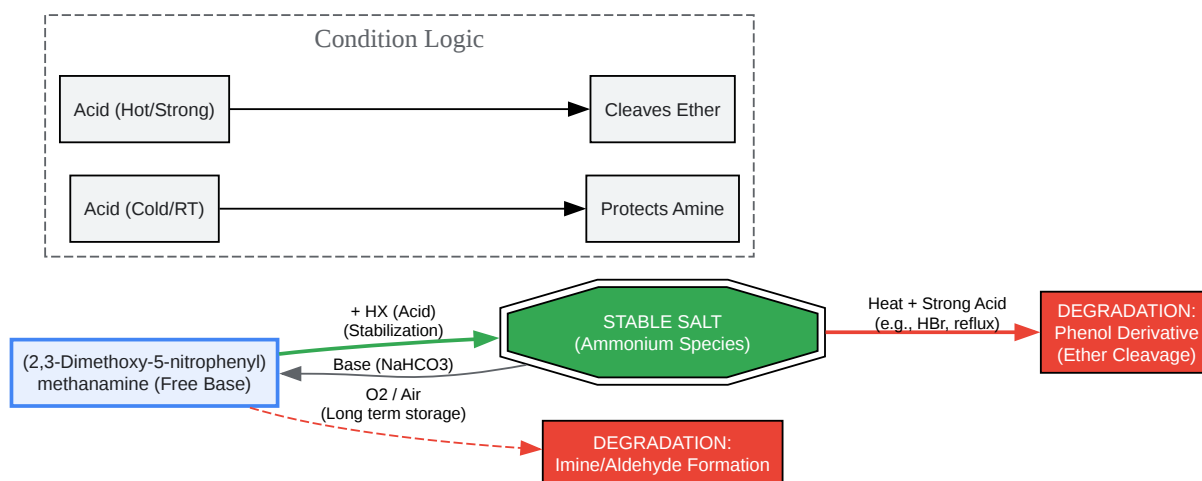 Condition Logic
Acid (Hot/Strong)
Cleaves Ether
Acid (Cold/RT)
Protects Amine
+ HX (Acid)
(Stabilization)
STABLE SALT
(Ammonium Species)
Heat + Strong Acid
(e.g., HBr, reflux)
DEGRADATION:
Phenol Derivative
(Ether Cleavage)
(2,3-Dimethoxy-5-nitrophenyl)
methanamine (Free Base)
Base (NaHCO3)
O2 / Air
(Long term storage)
DEGRADATION:
Imine/Aldehyde Formation